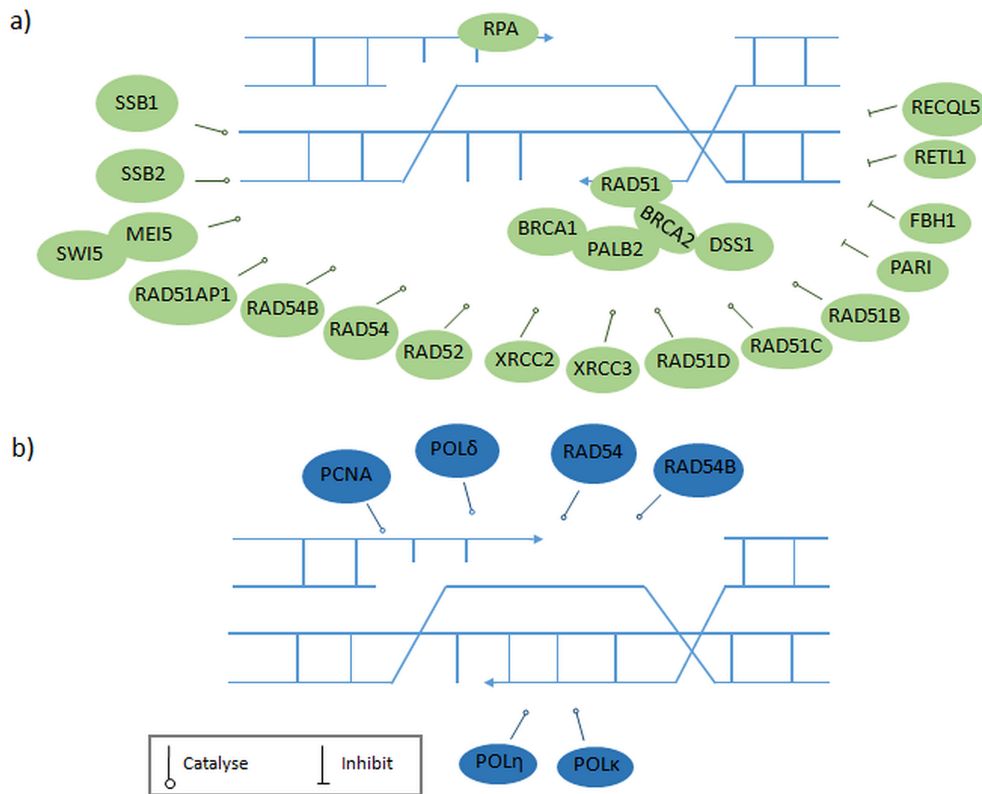 a)
RPA
SSB1
RECQL5
RETL1
SSB2
RAD51
FBH1
BRCA1
BRCA2
MEI5
SWI5
PALB2
DSS1
PARI
RAD51AP1
RAD54B
RAD54
RAD51B
RAD52
XRCC2
XRCC3
RAD51D
RAD51C
b)
POLδ
RAD54
PCNA
RAD54B
POLη
POLκ
Catalyse
Inhibit